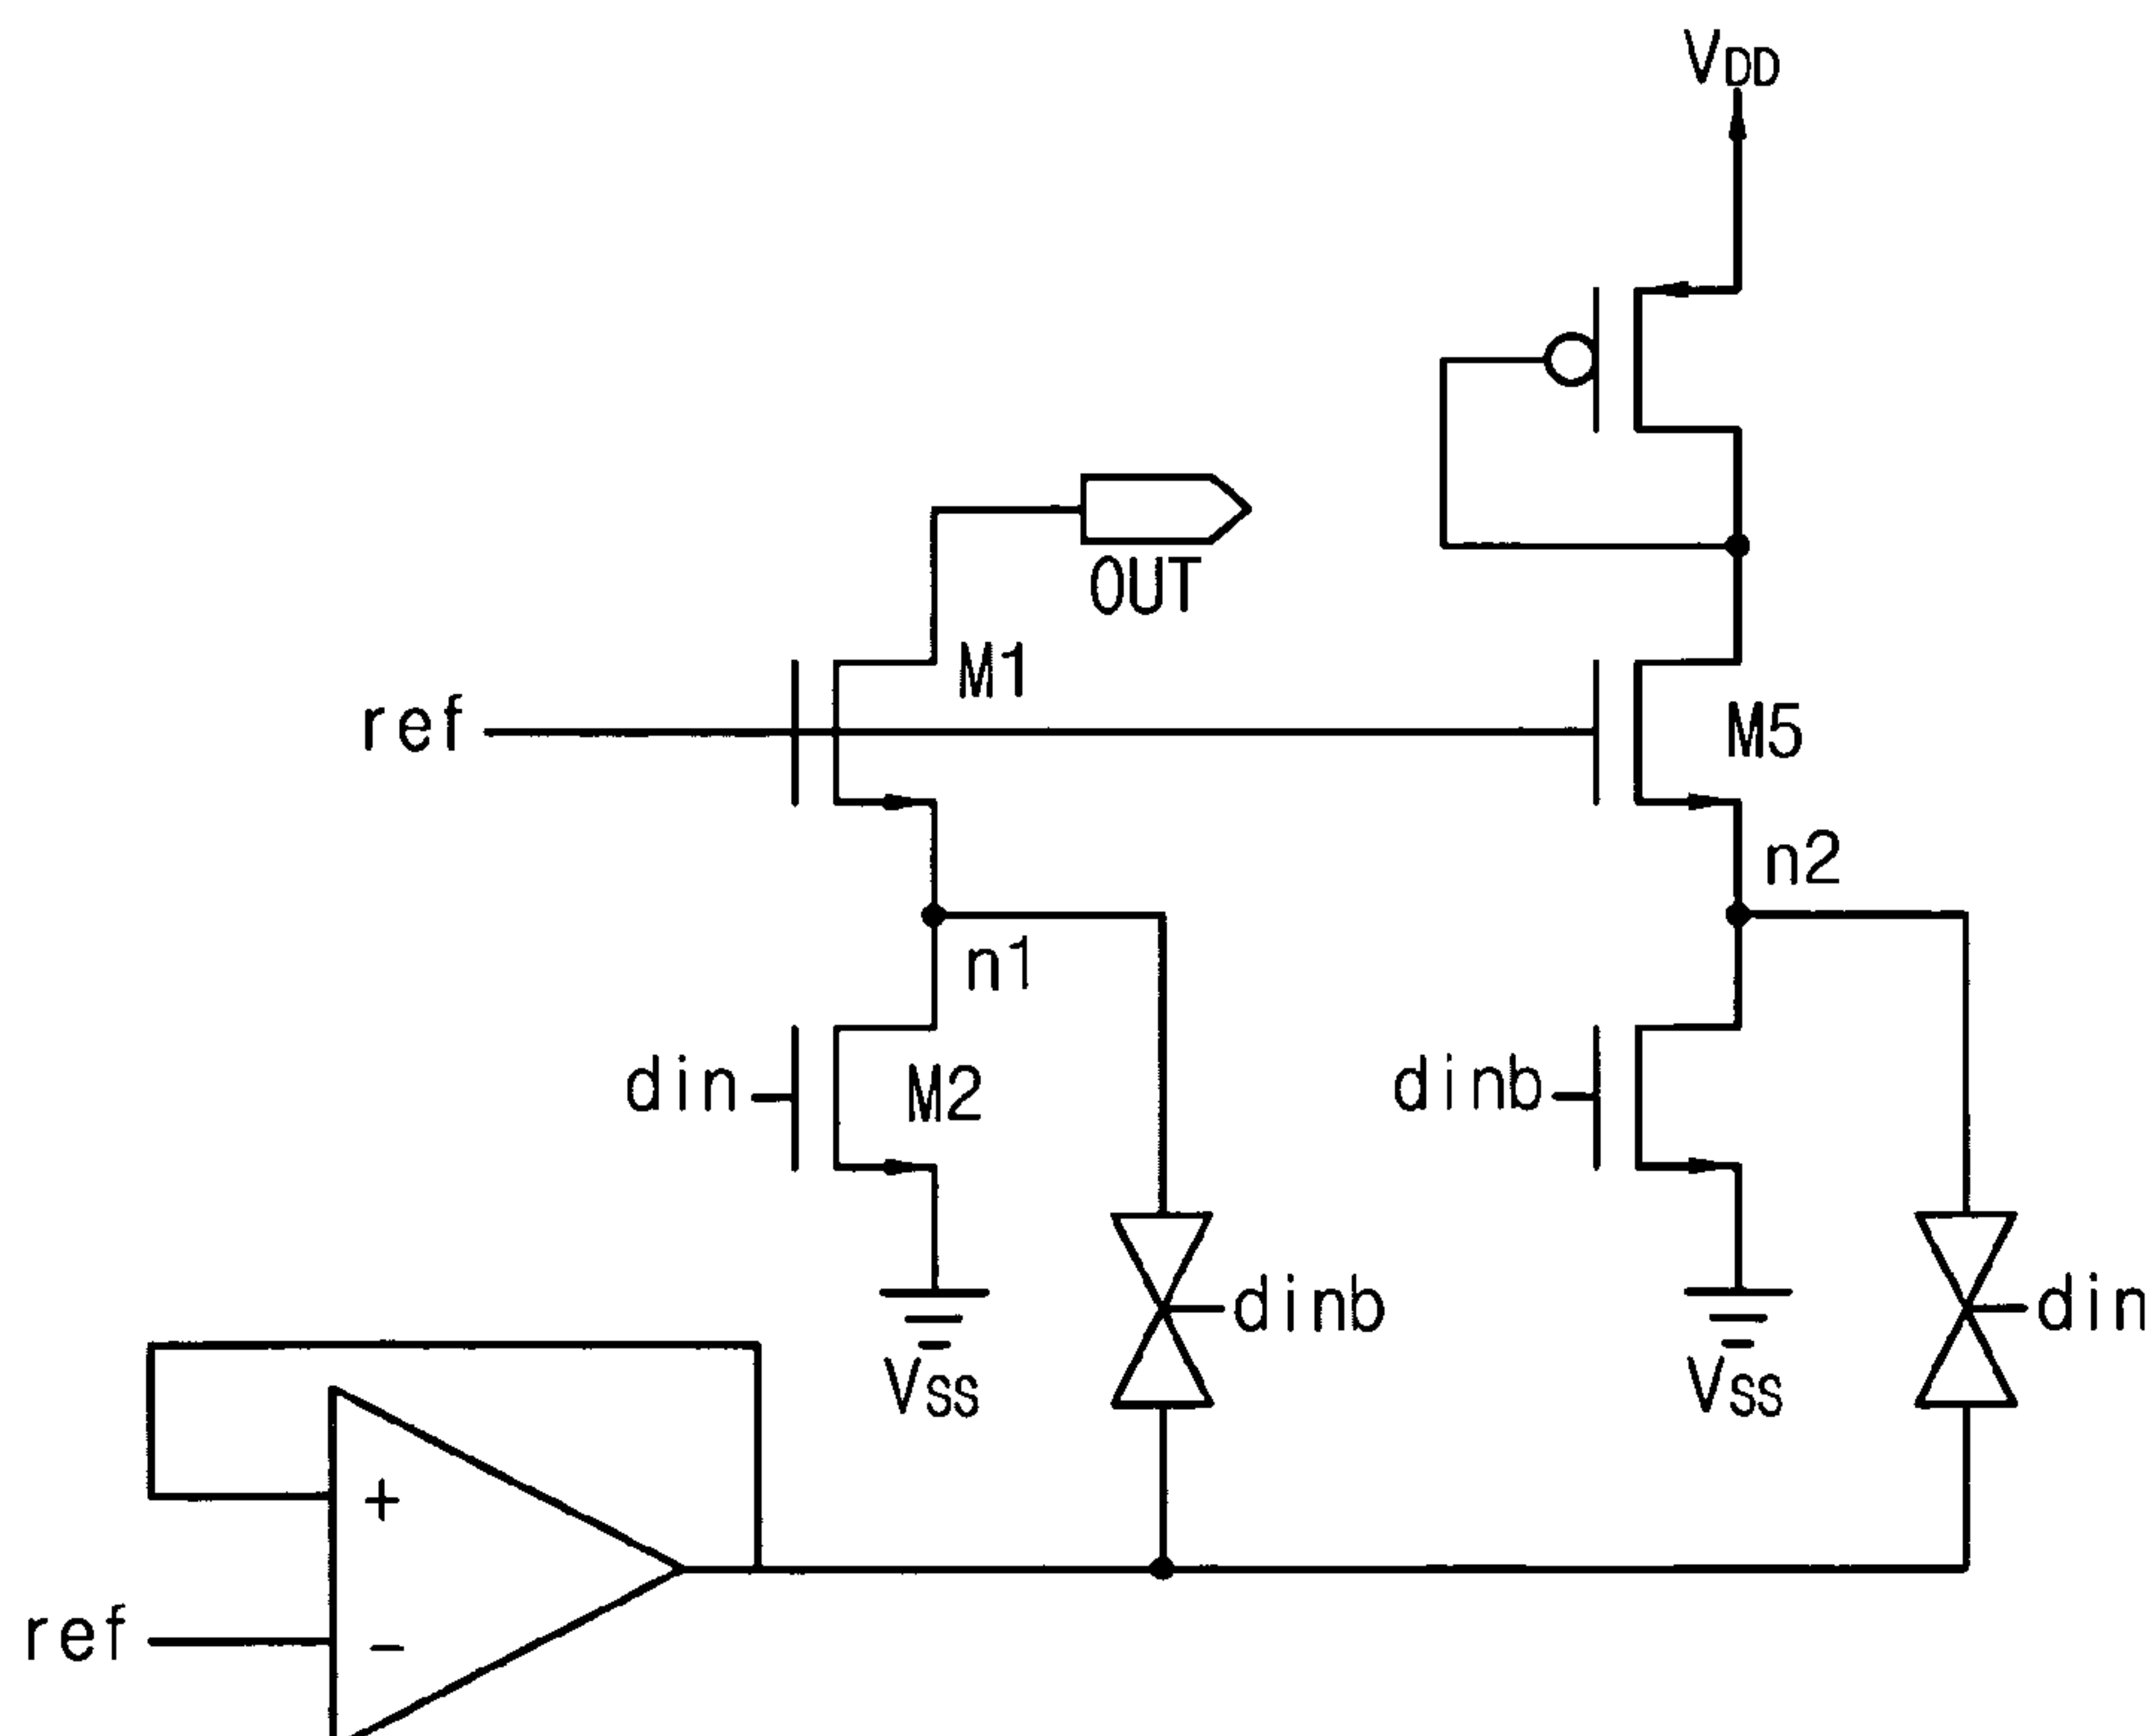 VDD
OUT
M1
ref
M5
n2
n1
din
M2
dinb
dinb
din
VSS
VSS
+
ref
−